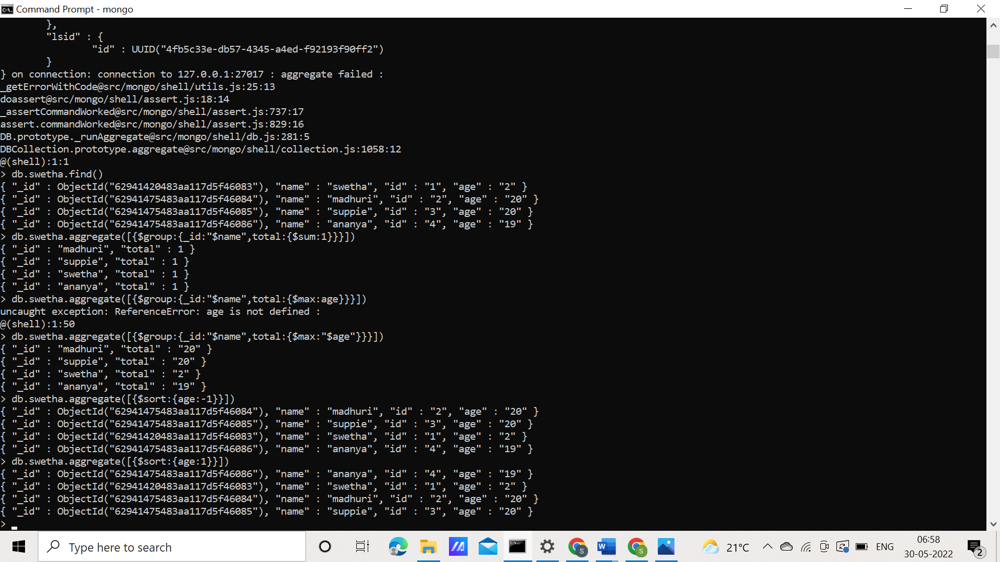 Command Prompt - mongo
        },
        "lsid" : {
                "id" : UUID("4fb5c33e-db57-4345-a4ed-f92193f90ff2")
        }
} on connection: connection to 127.0.0.1:27017 : aggregate failed :
_getErrorWithCode@src/mongo/shell/utils.js:25:13
doassert@src/mongo/shell/assert.js:18:14
_assertCommandWorked@src/mongo/shell/assert.js:737:17
assert.commandWorked@src/mongo/shell/assert.js:829:16
DB.prototype._runAggregate@src/mongo/shell/db.js:281:5
DBCollection.prototype.aggregate@src/mongo/shell/collection.js:1058:12
@(shell):1:1
> db.swetha.find()
{ "_id" : ObjectId("62941420483aa117d5f46083"), "name" : "swetha", "id" : "1", "age" : "2" }
{ "_id" : ObjectId("62941475483aa117d5f46084"), "name" : "madhuri", "id" : "2", "age" : "20" }
{ "_id" : ObjectId("62941475483aa117d5f46085"), "name" : "suppie", "id" : "3", "age" : "20" }
{ "_id" : ObjectId("62941475483aa117d5f46086"), "name" : "ananya", "id" : "4", "age" : "19" }
> db.swetha.aggregate([{$group:{_id:"$name",total:{$sum:1}}}])
{ "_id" : "madhuri", "total" : 1 }
{ "_id" : "suppie", "total" : 1 }
{ "_id" : "swetha", "total" : 1 }
{ "_id" : "ananya", "total" : 1 }
> db.swetha.aggregate([{$group:{_id:"$name",total:{$max:age}}}])
uncaught exception: ReferenceError: age is not defined :
@(shell):1:50
> db.swetha.aggregate([{$group:{_id:"$name",total:{$max:"$age"}}}])
{ "_id" : "madhuri", "total" : "20" }
{ "_id" : "suppie", "total" : "20" }
{ "_id" : "swetha", "total" : "2" }
{ "_id" : "ananya", "total" : "19" }
> db.swetha.aggregate([{$sort:{age:-1}}])
{ "_id" : ObjectId("62941475483aa117d5f46084"), "name" : "madhuri", "id" : "2", "age" : "20" }
{ "_id" : ObjectId("62941475483aa117d5f46085"), "name" : "suppie", "id" : "3", "age" : "20" }
{ "_id" : ObjectId("62941420483aa117d5f46083"), "name" : "swetha", "id" : "1", "age" : "2" }
{ "_id" : ObjectId("62941475483aa117d5f46086"), "name" : "ananya", "id" : "4", "age" : "19" }
> db.swetha.aggregate([{$sort:{age:1}}])
{ "_id" : ObjectId("62941475483aa117d5f46086"), "name" : "ananya", "id" : "4", "age" : "19" }
{ "_id" : ObjectId("62941420483aa117d5f46083"), "name" : "swetha", "id" : "1", "age" : "2" }
{ "_id" : ObjectId("62941475483aa117d5f46084"), "name" : "madhuri", "id" : "2", "age" : "20" }
{ "_id" : ObjectId("62941475483aa117d5f46085"), "name" : "suppie", "id" : "3", "age" : "20" }
>
Type here to search
21°C
ENG
06:58
30-05-2022
2